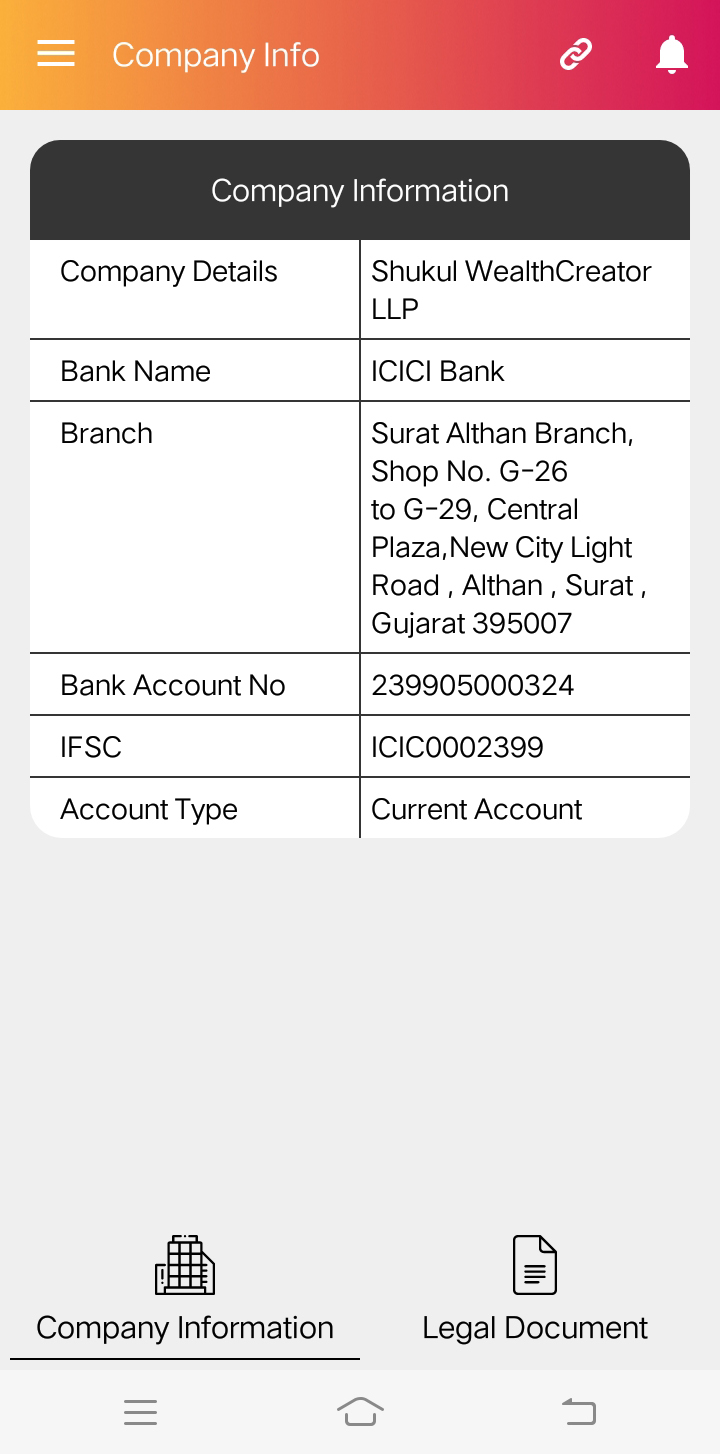 Company Info
Company Information
Company Details
Shukul WealthCreator
LLP
Bank Name
ICICI Bank
Branch
Surat Althan Branch,
Shop No. G-26
to G-29, Central
Plaza,New City Light
Road , Althan , Surat ,
Gujarat 395007
Bank Account No
239905000324
IFSC
ICIC0002399
Account Type
Current Account
Company Information
Legal Document